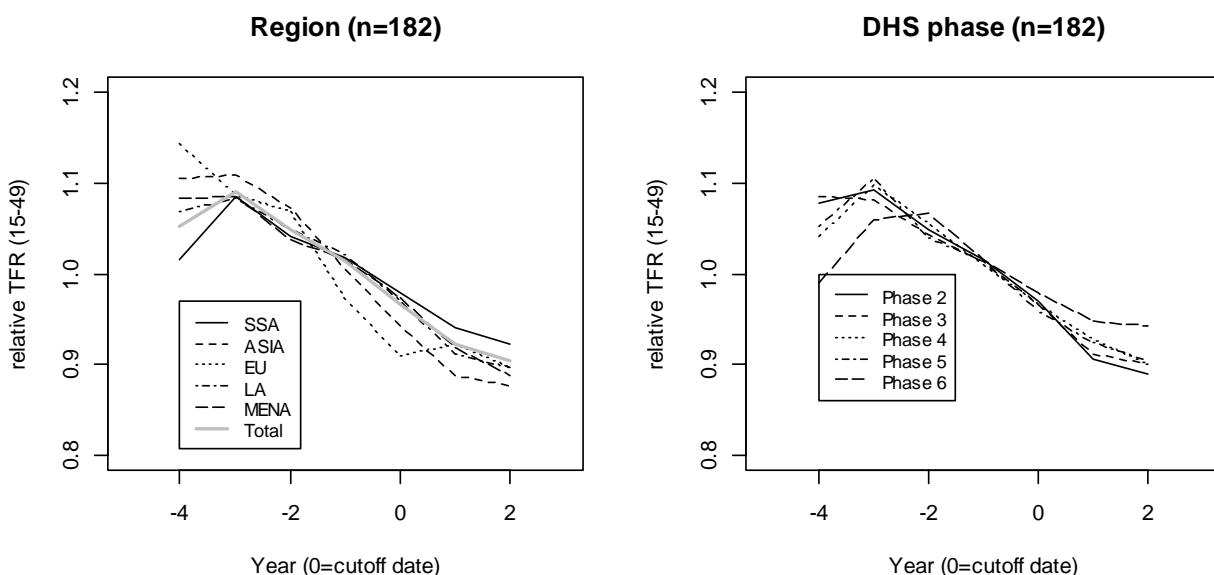 Region (n=182)
relative TFR (15-49)
1.2
1.1
1.0
0.9
0.8
SSA
ASIA
EU
LA
MENA
Total
-4
-2
0
2
Year (0=cutoff date)
DHS phase (n=182)
relative TFR (15-49)
1.2
1.1
1.0
0.9
0.8
Phase 2
Phase 3
Phase 4
Phase 5
Phase 6
-4
-2
0
2
Year (0=cutoff date)